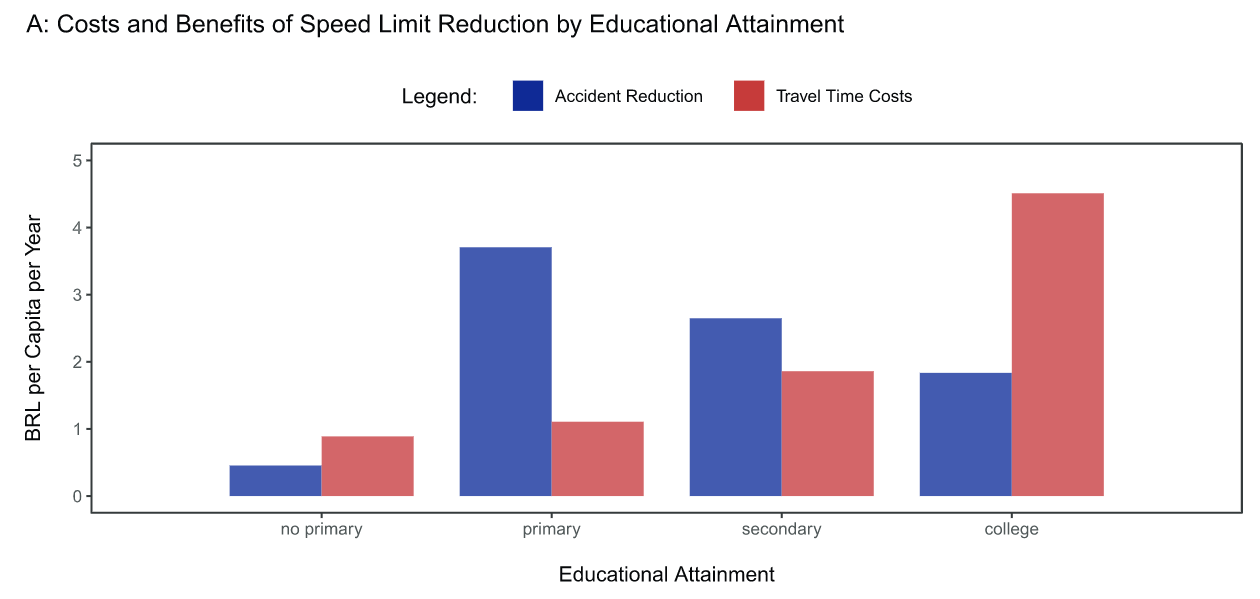 A: Costs and Benefits of Speed Limit Reduction by Educational Attainment
Legend: Accident Reduction Travel Time Costs
BRL per Capita per Year
5
4
3
2
1
0
no primary primary secondary college
Educational Attainment